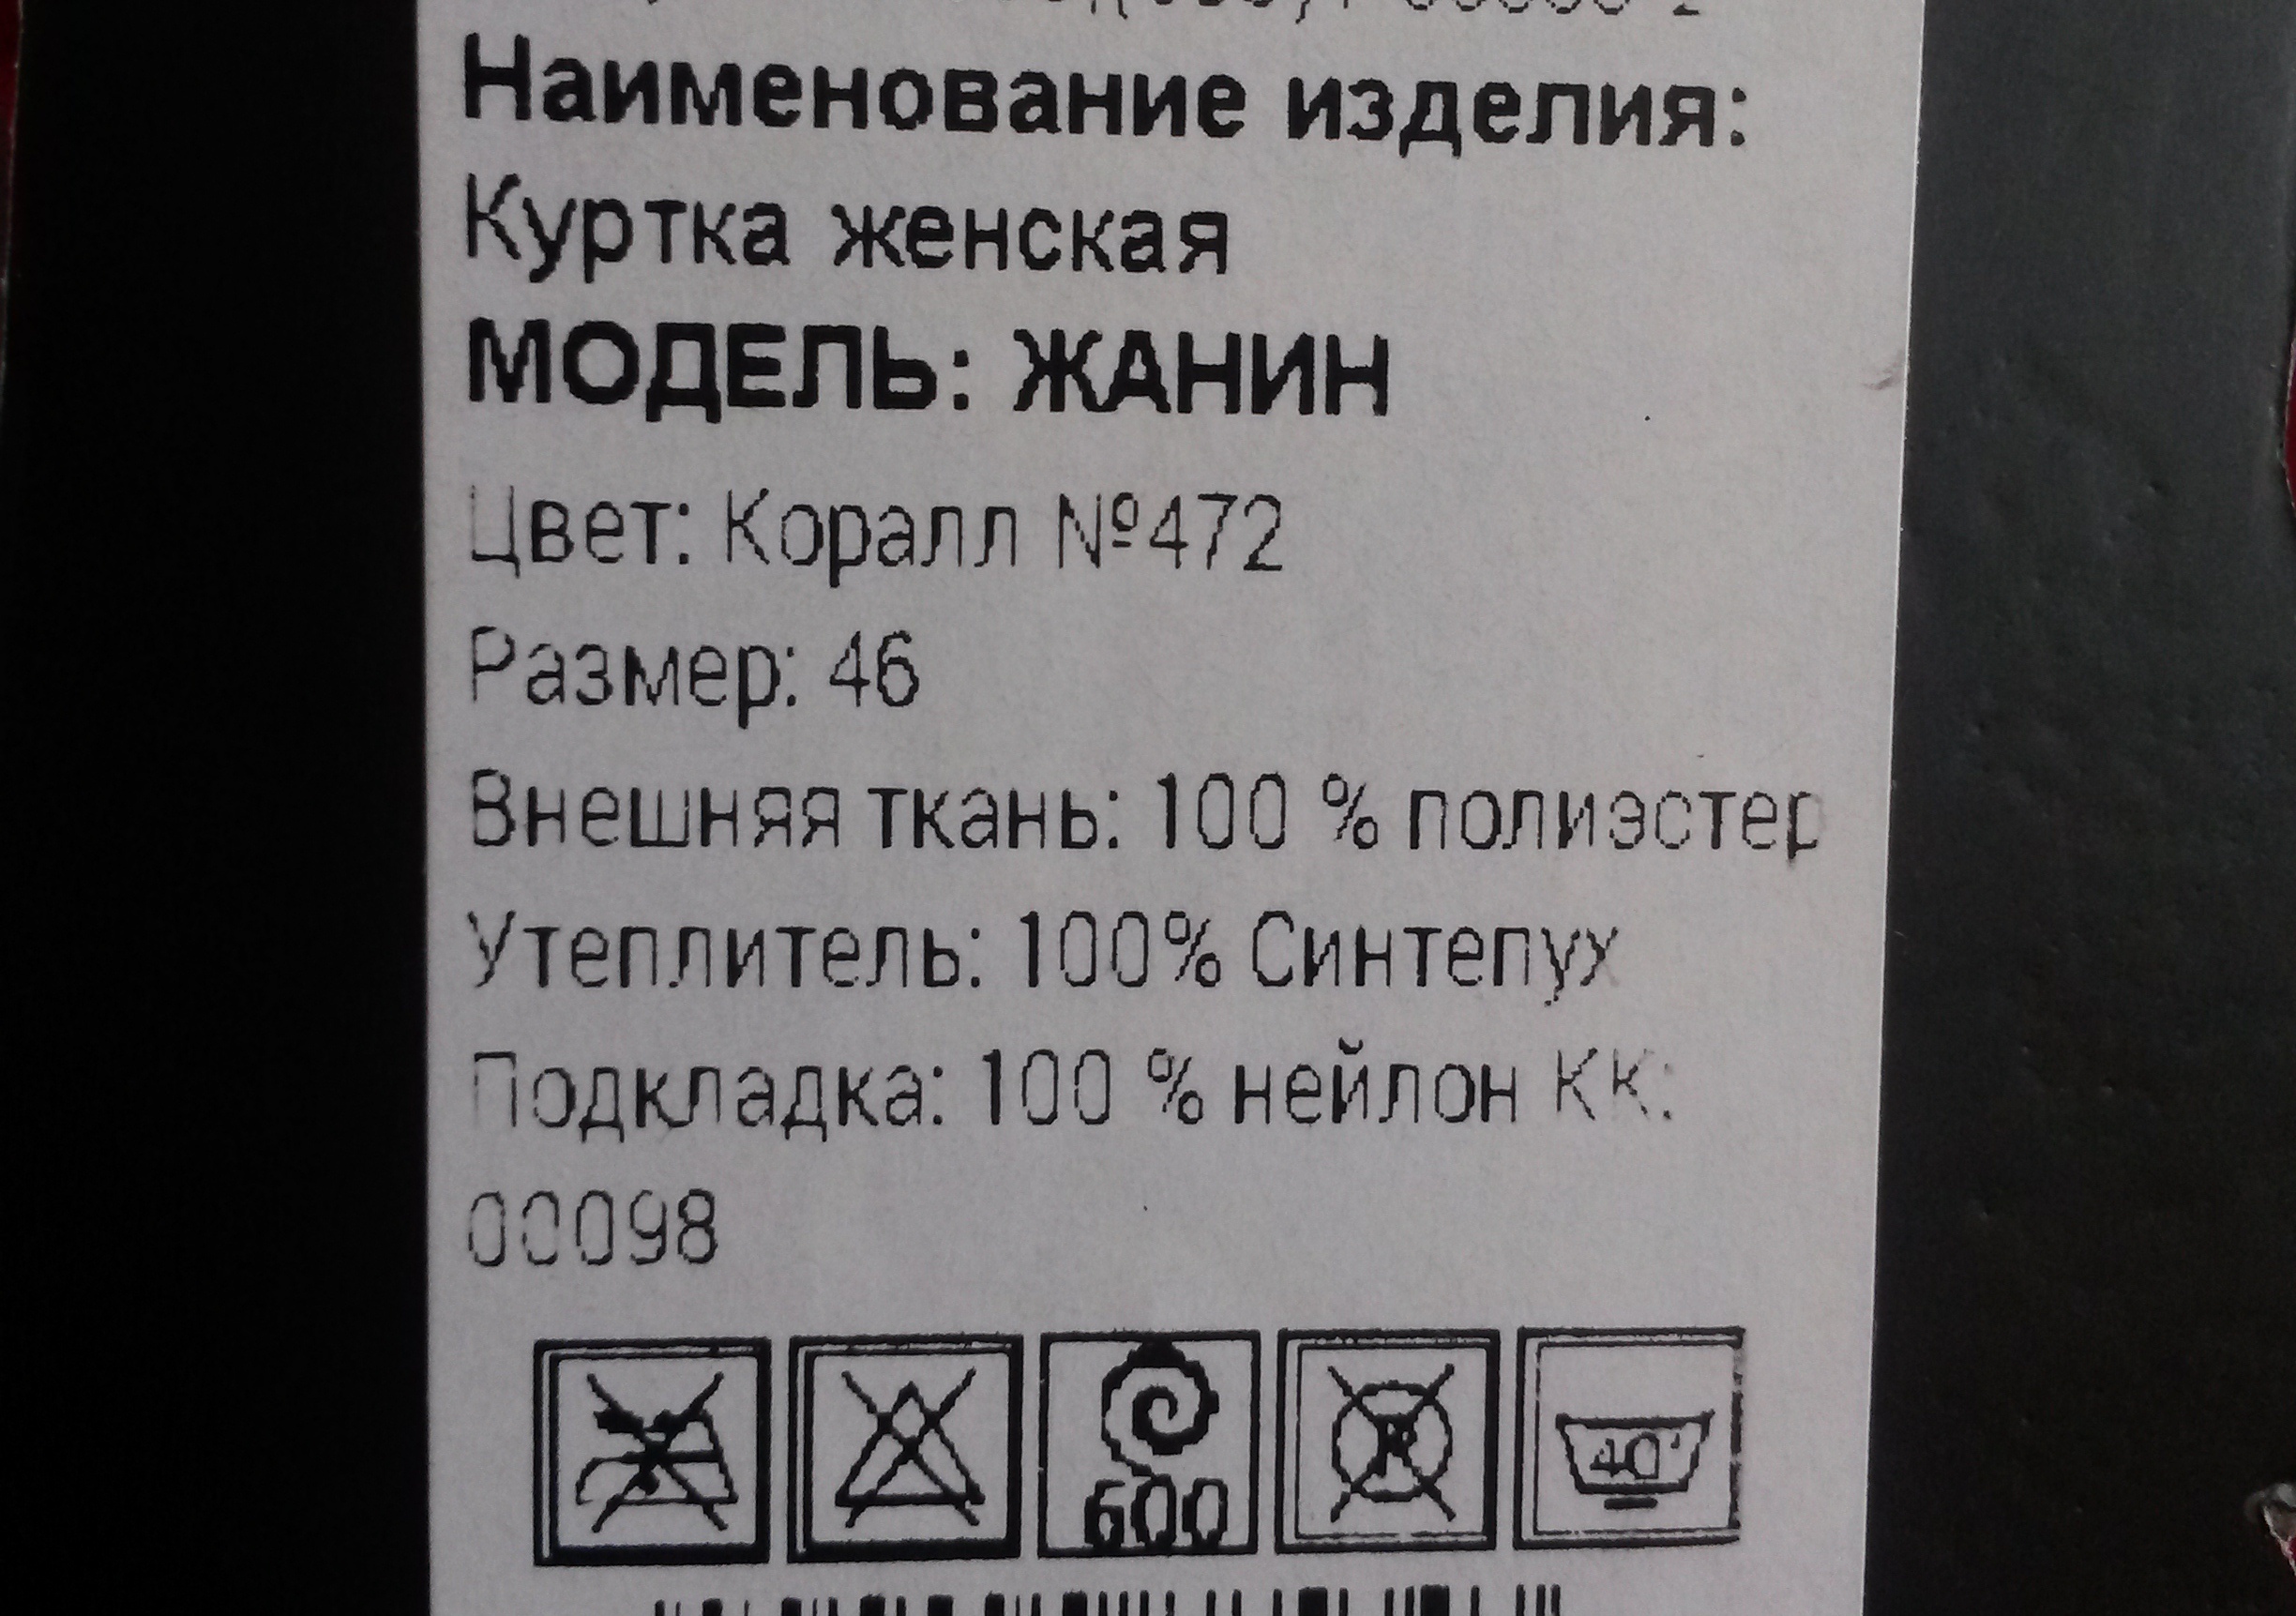 Наименование изделия:
Куртка женская
МОДЕЛЬ: ЖАНИН
Цвет: Коралл №472
Размер: 46
Внешняя ткань: 100 % полиэстер
Утеплитель: 100% Синтепух
Подкладка: 100 % нейлон КК:
00098
600
40°